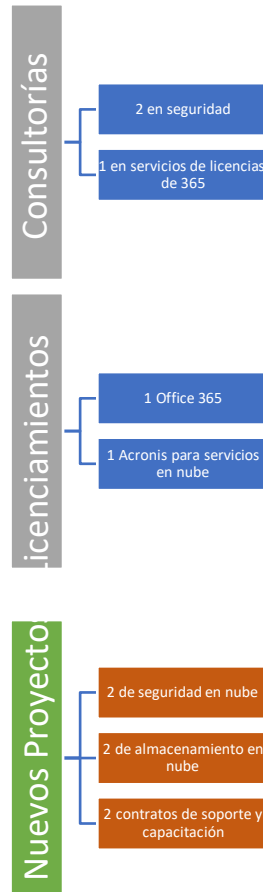 Consultorías
2 en seguridad
1 en servicios de licencias
de 365
Licenciamientos
1 Office 365
1 Acronis para servicios
en nube
Nuevos Proyectos
2 de seguridad en nube
2 de almacenamiento en
nube
2 contratos de soporte y
capacitación